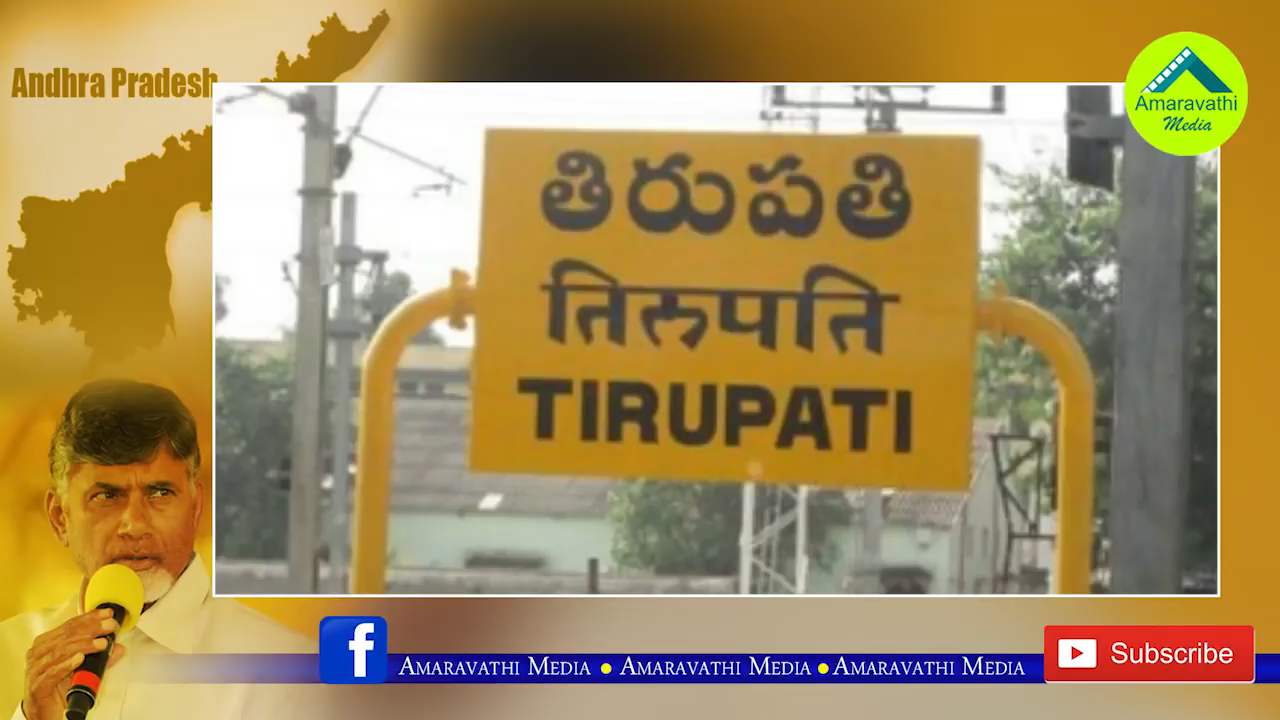 Andhra Pradesh
Amaravathi
Media
తిరుపతి
तिरुपति
TIRUPATI
f
AMARAVATHI MEDIA ● AMARAVATHI MEDIA ● AMARAVATHI MEDIA
Subscribe